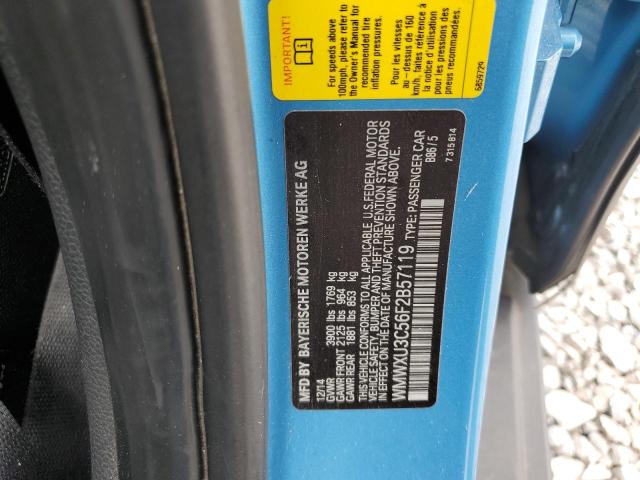 IMPORTANT!
For speeds above
100mph, please refer to
the Owner's Manual for
recommended tire
inflation pressures.
Pour les vitesses
au-dessus de 160
km/h, faites référence à
la notice d'utilisation
des pressions de
pneus recommandées.
6859729
MFD BY BAYERISCHE MOTOREN WERKE AG
12/14
GVWR 3900 lbs 1769 kg
GAWR FRONT 2125 lbs 964 kg
GAWR REAR 1881 lbs 853 kg
THIS VEHICLE CONFORMS TO ALL APPLICABLE U.S. FEDERAL MOTOR
VEHICLE SAFETY, BUMPER AND THEFT PREVENTION STANDARDS
IN EFFECT ON THE DATE OF MANUFACTURE SHOWN ABOVE.
WMWXU3C56F2B57119 TYPE: PASSENGER CAR
B86/5
7 315 814